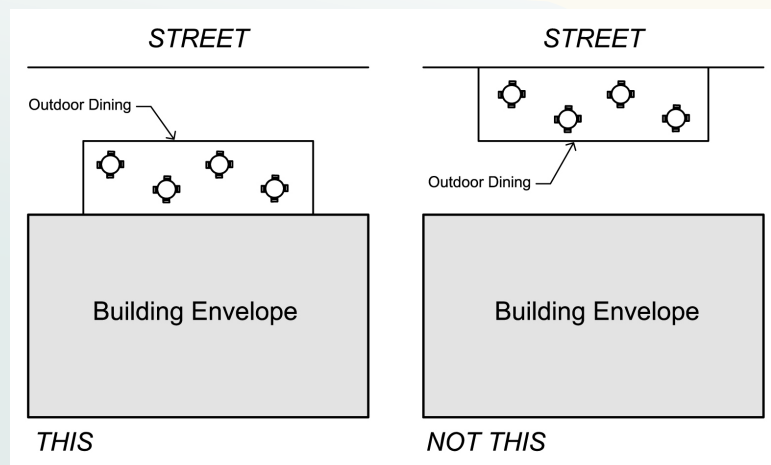 STREET
Outdoor Dining
Building Envelope
THIS
STREET
Outdoor Dining
Building Envelope
NOT THIS